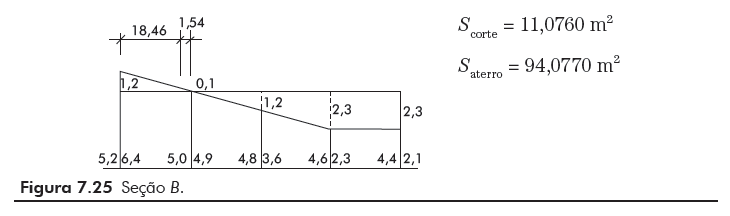 1,54
18,46
S corte = 11,0760 m²
S aterro = 94,0770 m²
1,2 0,1 1,2 2,3 2,3
5,2 6,4 5,0 4,9 4,8 3,6 4,6 2,3 4,4 2,1
Figura 7.25 Seção B.